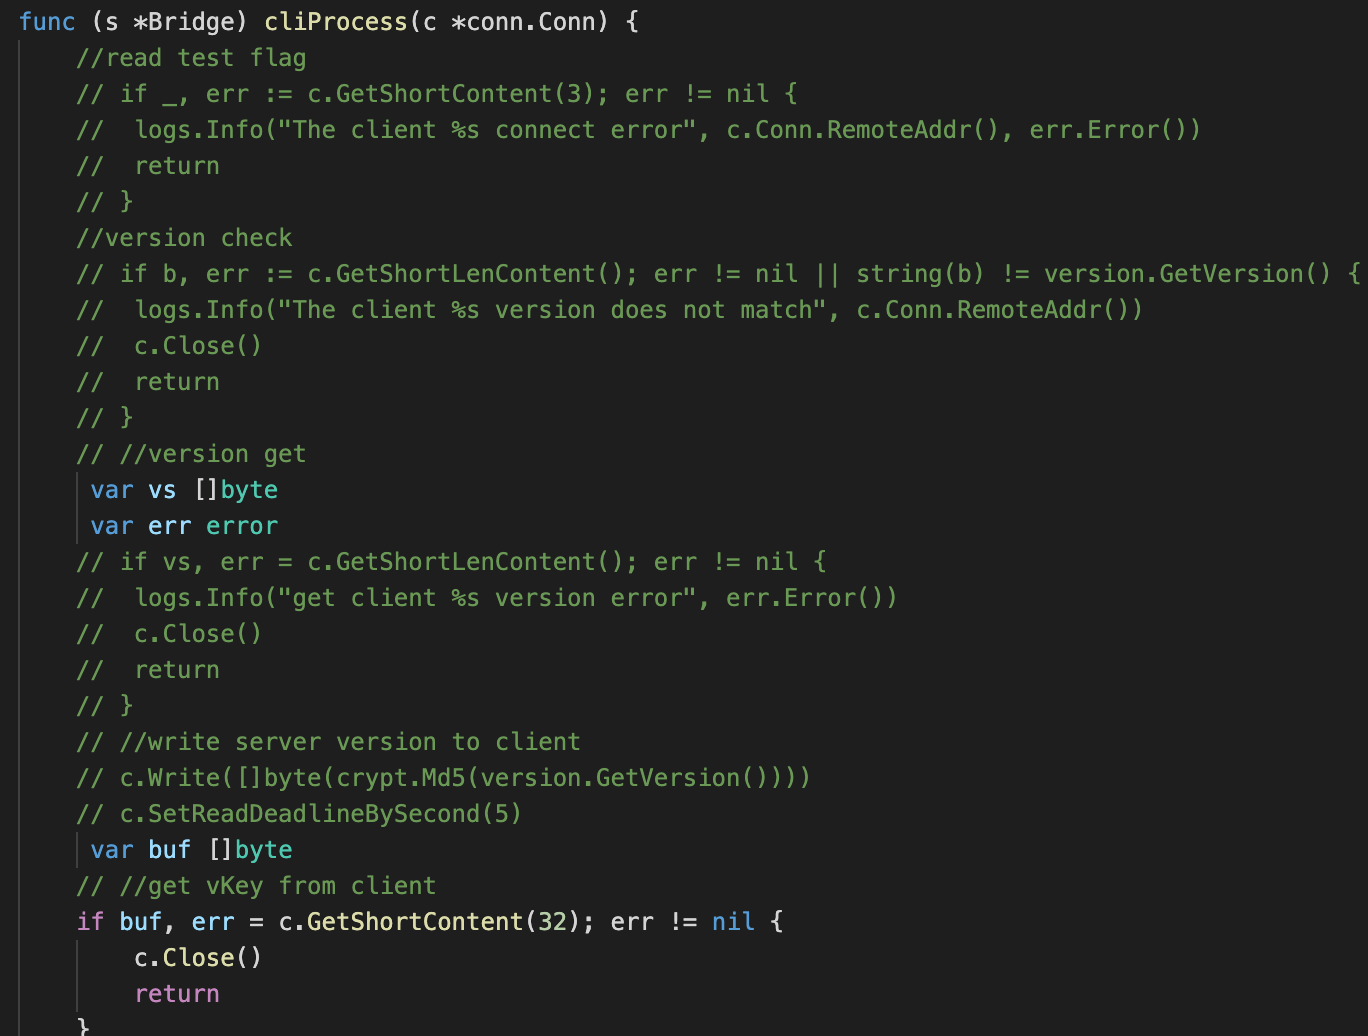 func (s *Bridge) cliProcess(c *conn.Conn) {
    //read test flag
    // if _, err := c.GetShortContent(3); err != nil {
    //  logs.Info("The client %s connect error", c.Conn.RemoteAddr(), err.Error())
    //  return
    // }
    //version check
    // if b, err := c.GetShortLenContent(); err != nil || string(b) != version.GetVersion() {
    //  logs.Info("The client %s version does not match", c.Conn.RemoteAddr())
    //  c.Close()
    //  return
    // }
    // //version get
     var vs []byte
     var err error
    // if vs, err = c.GetShortLenContent(); err != nil {
    //  logs.Info("get client %s version error", err.Error())
    //  c.Close()
    //  return
    // }
    // //write server version to client
    // c.Write([]byte(crypt.Md5(version.GetVersion())))
    // c.SetReadDeadlineBySecond(5)
     var buf []byte
    // //get vKey from client
    if buf, err = c.GetShortContent(32); err != nil {
        c.Close()
        return
    }